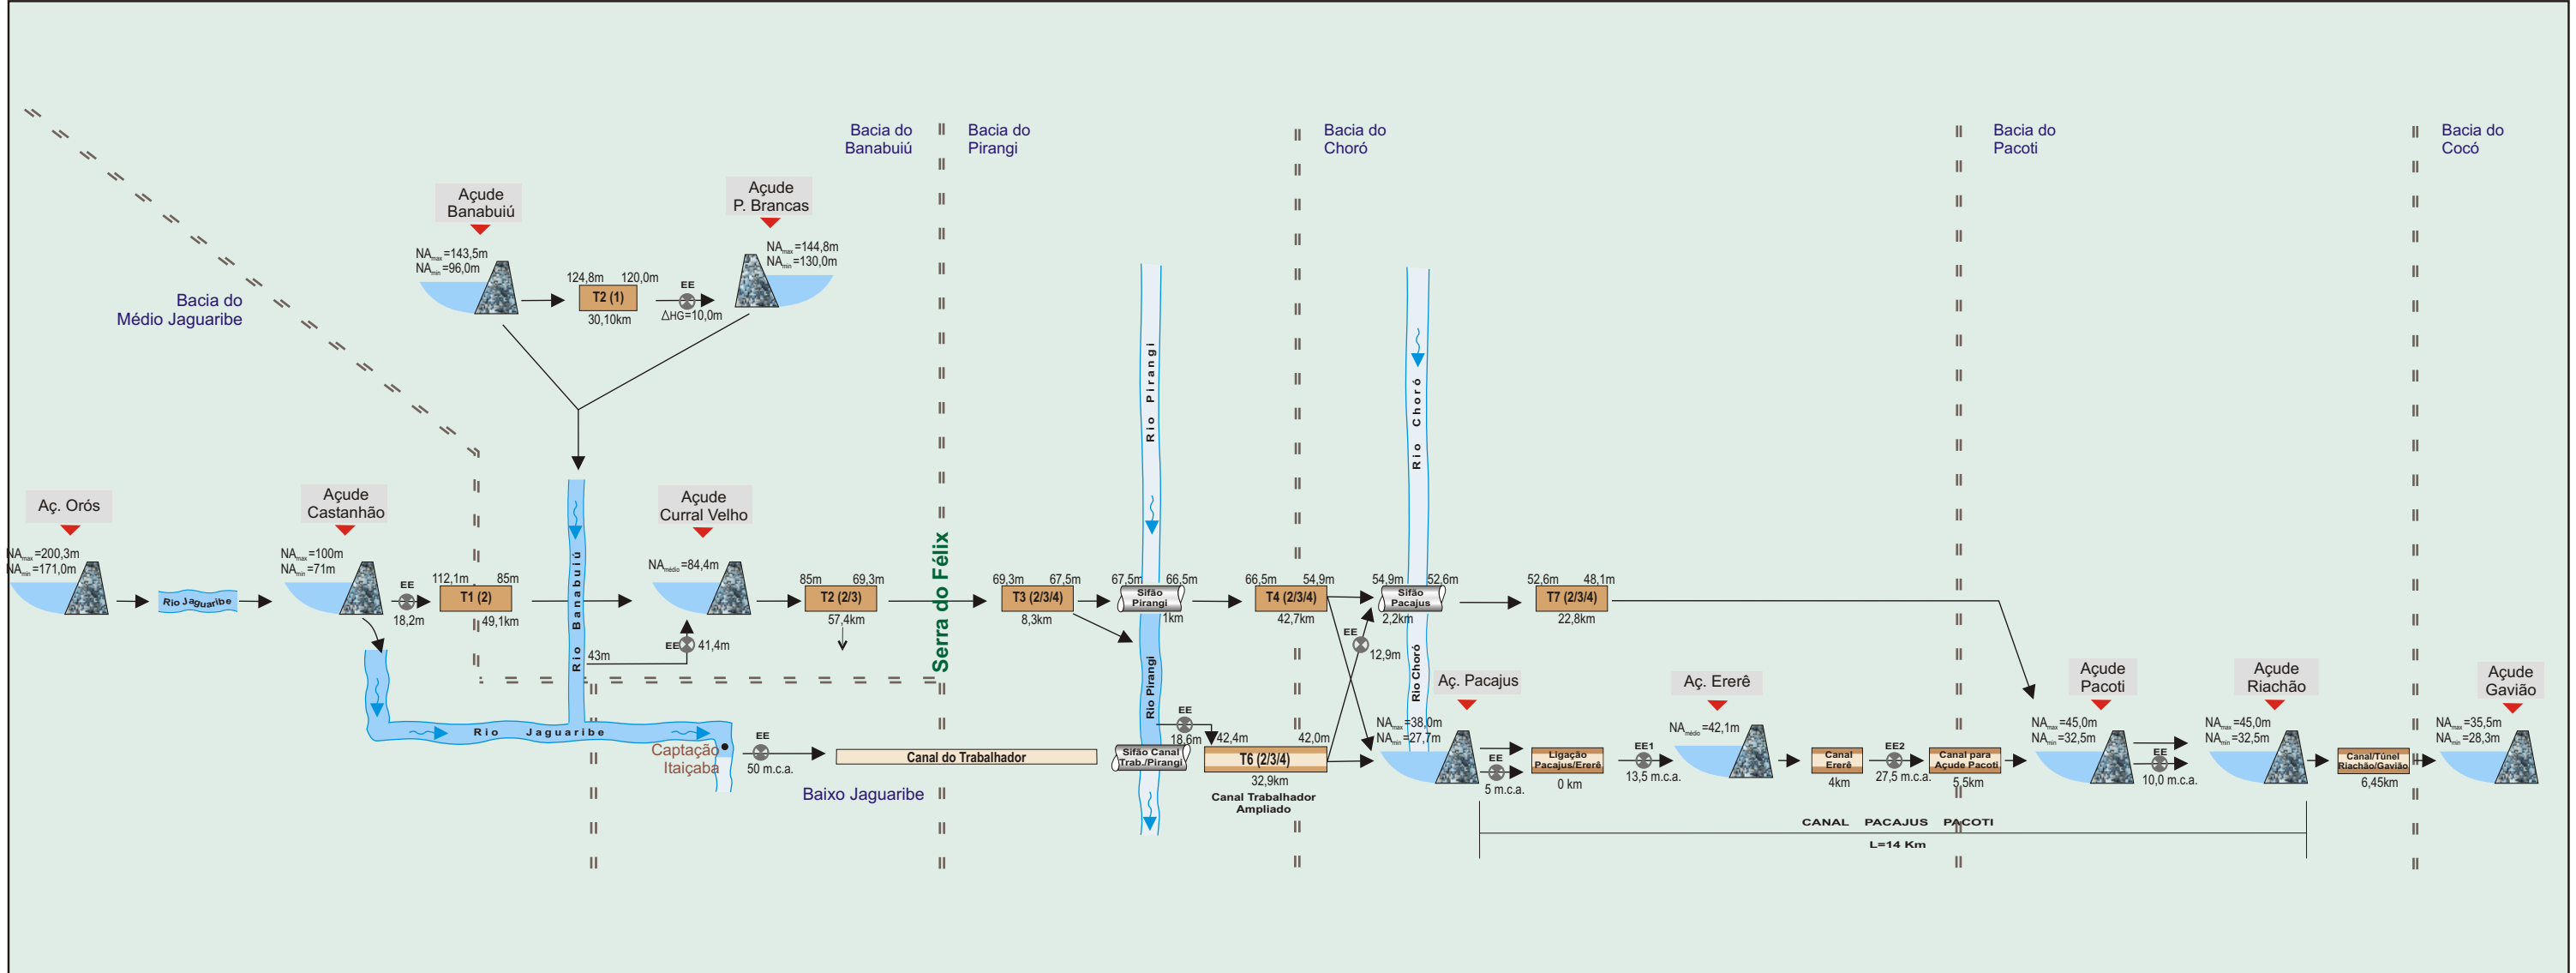 Bacia do
Banabuiú
Bacia do
Pirangi
Bacia do
Choró
Bacia do
Pacoti
Bacia do
Cocó
Bacia do
Médio Jaguaribe
Açude
Banabuiú
NAmax=143,5m
NAmin=96,0m
124,8m
120,0m
T2 (1)
30,10km
EE
ΔHG=10,0m
Açude
P. Brancas
NAmax=144,8m
NAmin=130,0m
Aç. Orós
NAmax=200,3m
NAmin=171,0m
Rio Jaguaribe
Açude
Castanhão
NAmax=100m
NAmin=71m
EE
18,2m
112,1m
85m
T1 (2)
49,1km
Rio Banabuiú
43m
EE
41,4m
Açude
Curral Velho
NAmédio=84,4m
85m
69,3m
T2 (2/3)
57,4km
Serra do Félix
69,3m
67,5m
T3 (2/3/4)
8,3km
Rio Pirangi
67,5m
66,5m
Sifão
Pirangi
1km
66,5m
54,9m
T4 (2/3/4)
42,7km
Rio Choró
54,9m
52,6m
Sifão
Pacajus
2,2km
52,6m
48,1m
T7 (2/3/4)
22,8km
EE
12,9m
Rio Pirangi
Rio Choró
Rio Jaguaribe
Captação
Itaiçaba
EE
50 m.c.a.
Canal do Trabalhador
Baixo Jaguaribe
Sifão Canal
Trab./Pirangi
EE
18,6m
42,4m
42,0m
T6 (2/3/4)
32,9km
Canal Trabalhador
Ampliado
Aç. Pacajus
NAmax=38,0m
NAmin=27,7m
EE
5 m.c.a.
Ligação
Pacajus/Ererê
0 km
EE1
13,5 m.c.a.
Aç. Ererê
NAmédio=42,1m
Canal
Ererê
4km
EE2
27,5 m.c.a.
Canal para
Açude Pacoti
5,5km
Açude
Pacoti
NAmax=45,0m
NAmin=32,5m
EE
10,0 m.c.a.
Açude
Riachão
NAmax=45,0m
NAmin=32,5m
Canal/Túnel
Riachão/Gavião
6,45km
Açude
Gavião
NAmax=35,5m
NAmin=28,3m
CANAL PACAJUS PACOTI
L=14 Km